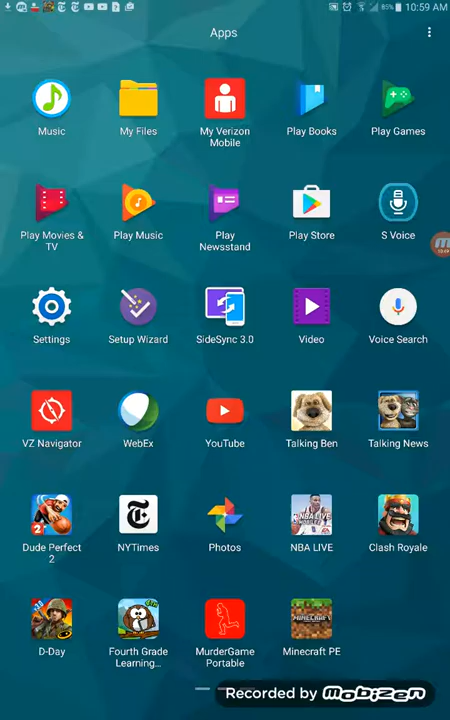 85% 10:59 AM
Apps
Music
My Files
My Verizon
Mobile
Play Books
Play Games
Play Movies &
TV
Play Music
Play
Newsstand
Play Store
S Voice
Settings
Setup Wizard
SideSync 3.0
Video
Voice Search
VZ Navigator
WebEx
YouTube
Talking Ben
Talking News
Dude Perfect
2
NYTimes
Photos
NBA LIVE
Clash Royale
D-Day
Fourth Grade
Learning...
MurderGame
Portable
Minecraft PE
Recorded by mobizen